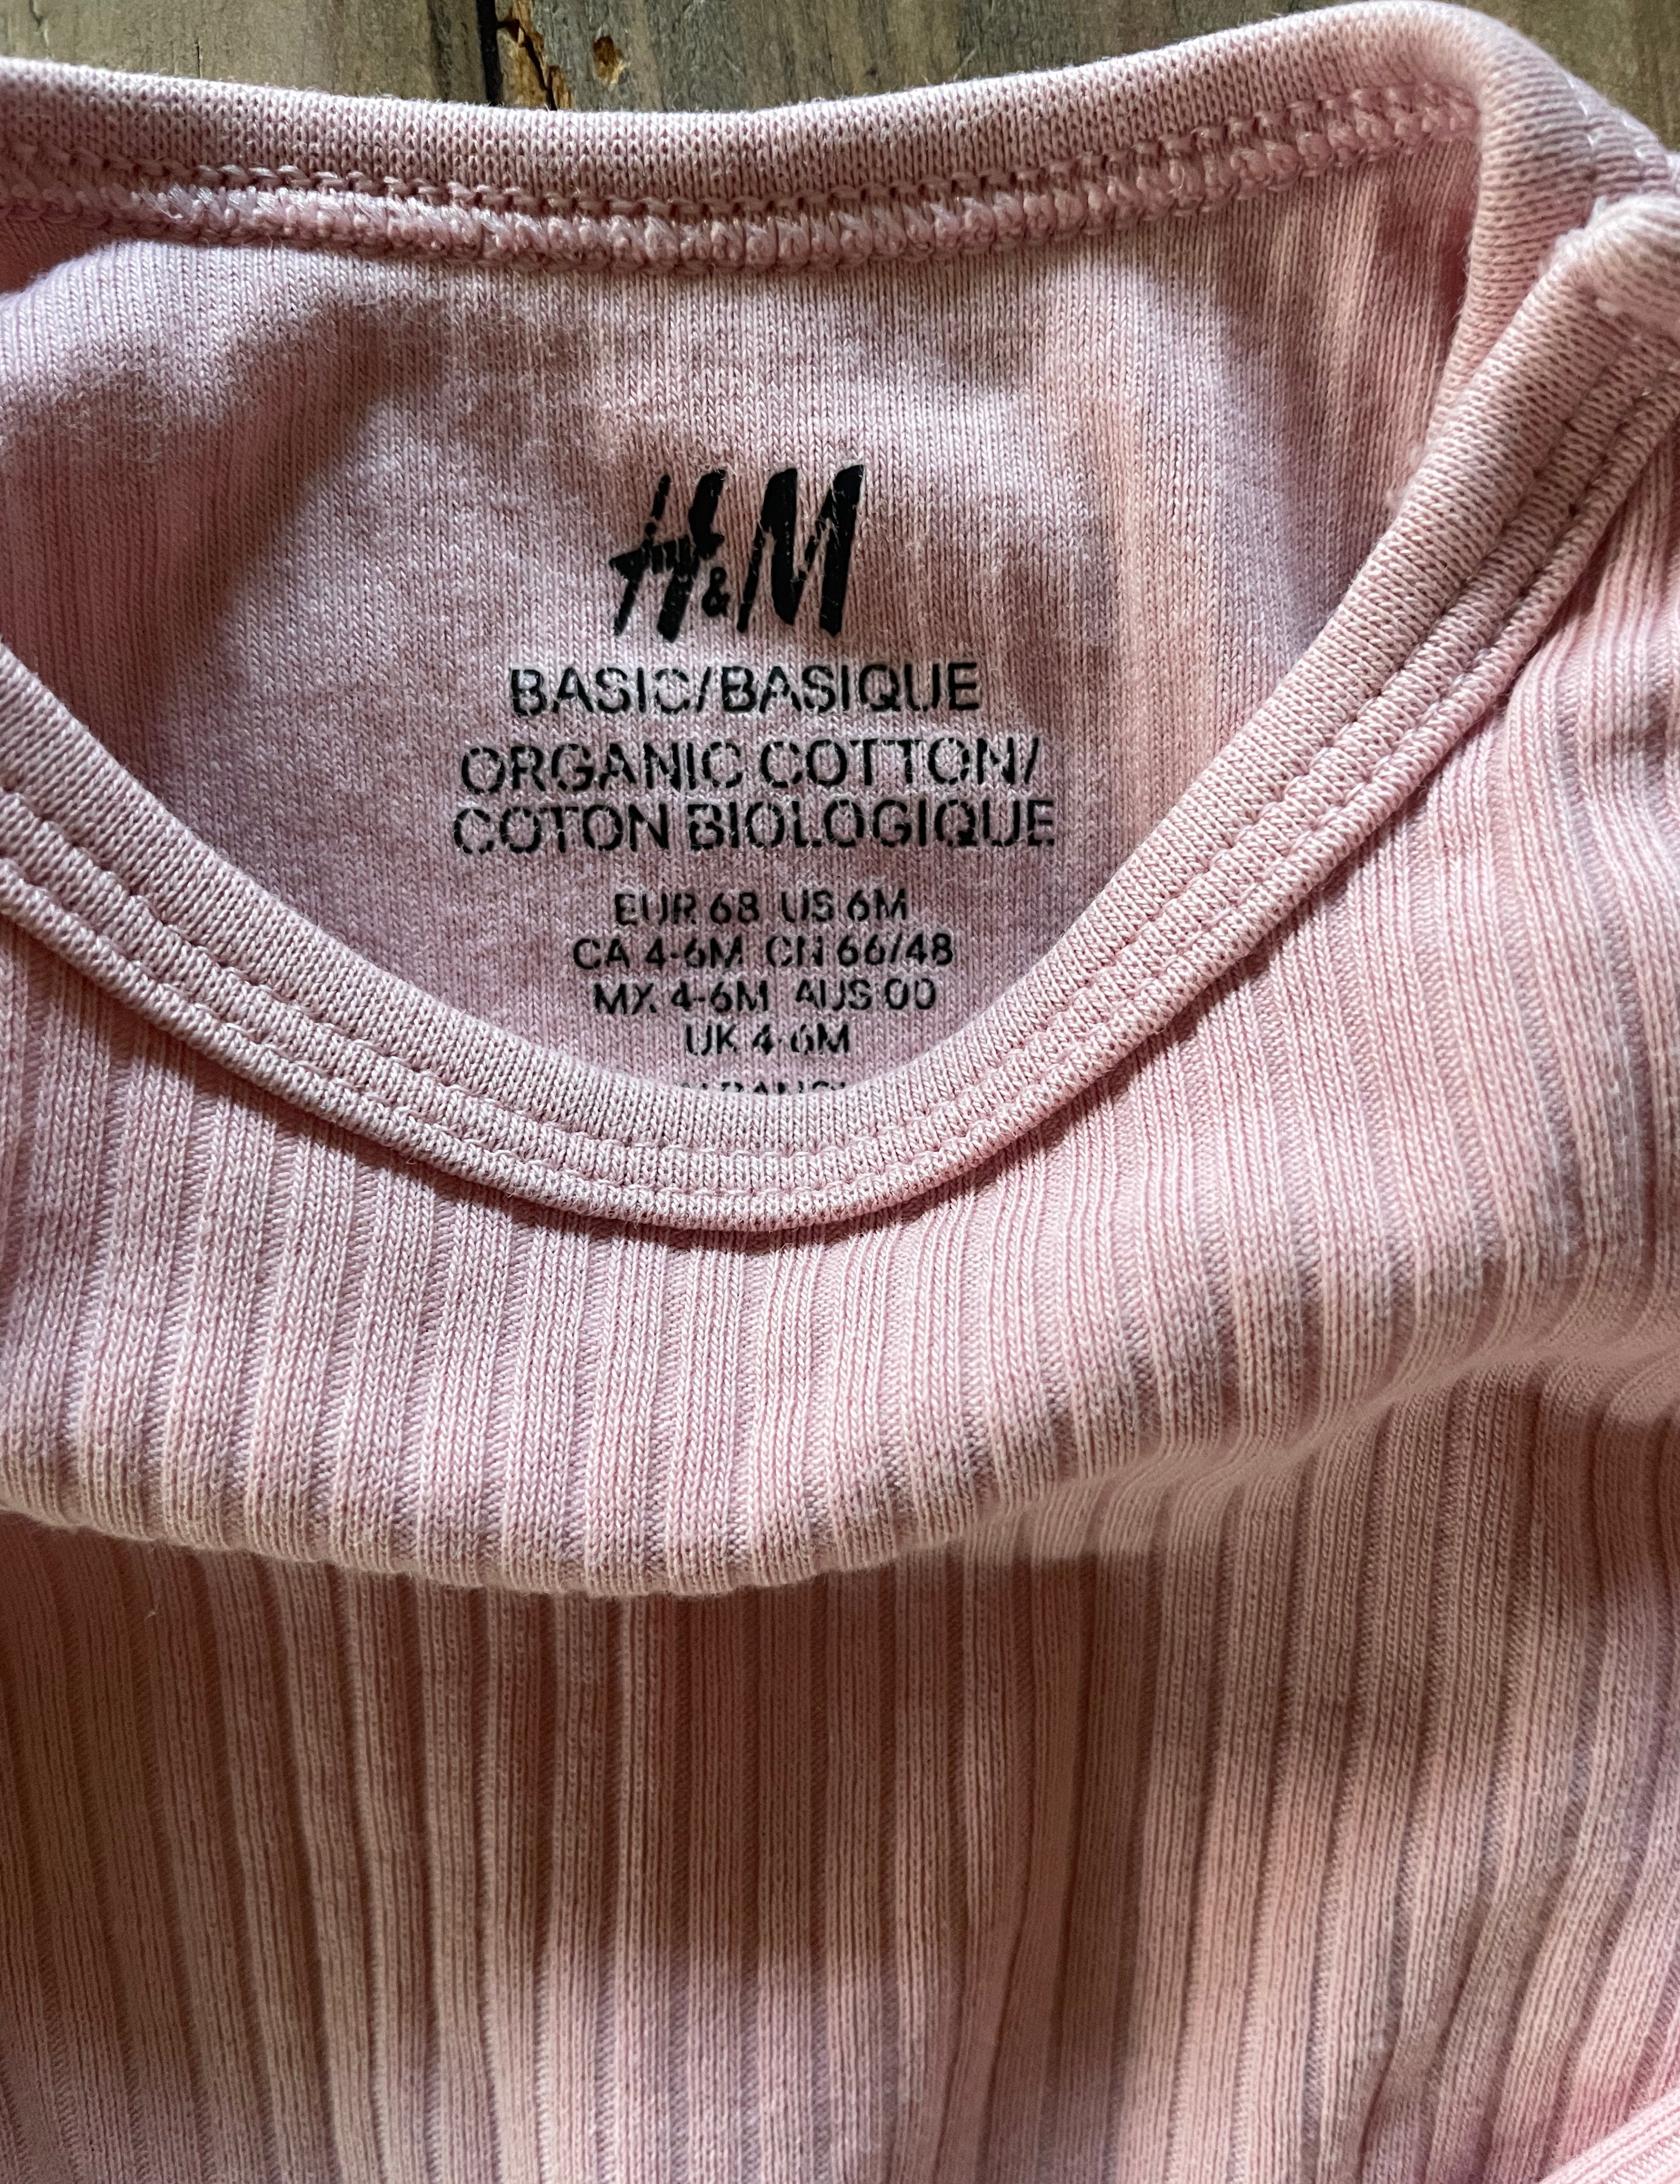 H&M
BASIC/BASIQUE
ORGANIC COTTON/
COTON BIOLOGIQUE
EUR 68 US 6M
CA 4-6M CN 66/48
MX 4-6M AUS 00
UK 4-6M